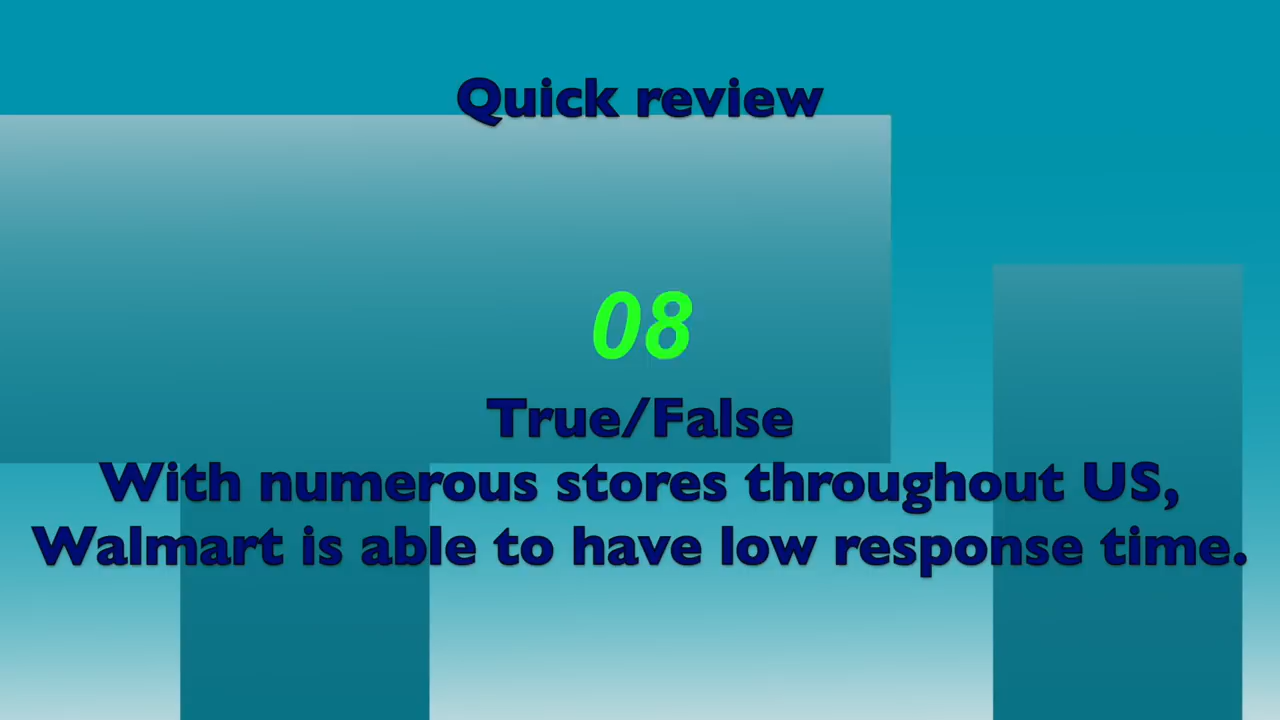 Quick review
08
True/False
With numerous stores throughout US,
Walmart is able to have low response time.